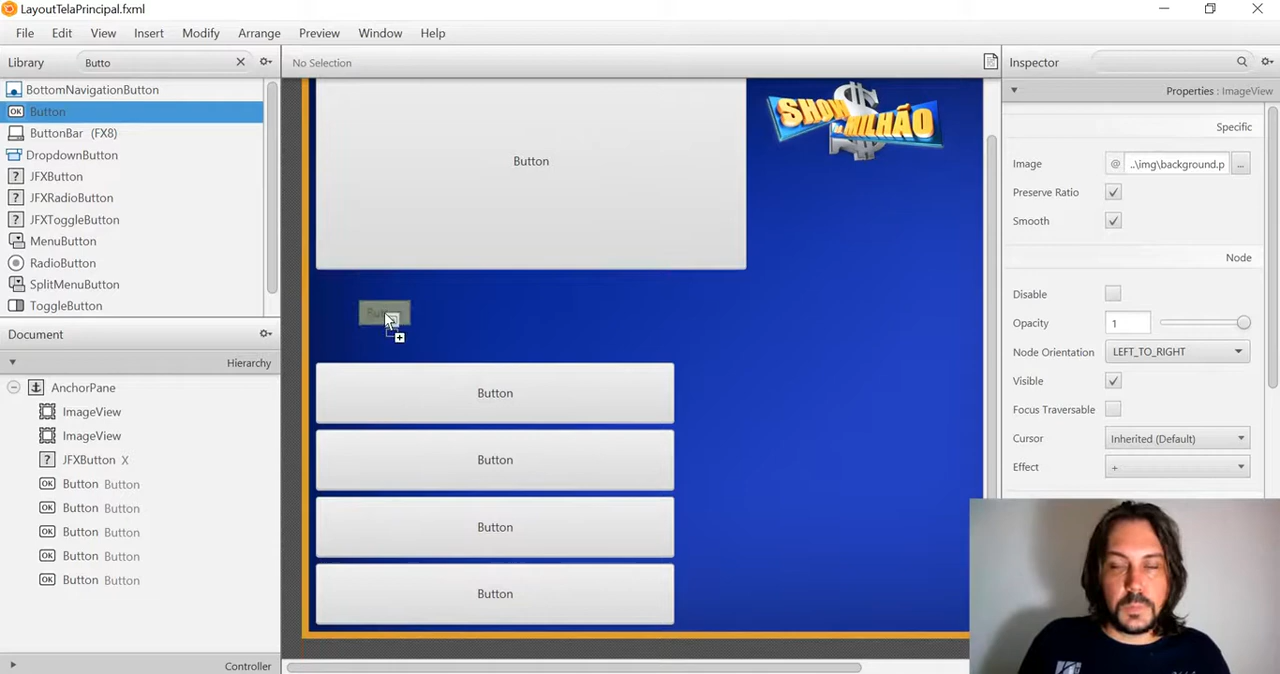 LayoutTelaPrincipal.fxml
File Edit View Insert Modify Arrange Preview Window Help
Library Butto
No Selection
Inspector
BottomNavigationButton
Button
ButtonBar (FX8)
DropdownButton
JFXButton
JFXRadioButton
JFXToggleButton
MenuButton
RadioButton
SplitMenuButton
ToggleButton
Document
Hierarchy
AnchorPane
ImageView
ImageView
JFXButton X
Button Button
Button Button
Button Button
Button Button
Button Button
Controller
Button
SHOW DO MILHÃO
Button
Button
Button
Button
Properties : ImageView
Specific
Image @ ..\img\background.p ...
Preserve Ratio
Smooth
Node
Disable
Opacity 1
Node Orientation LEFT_TO_RIGHT
Visible
Focus Traversable
Cursor Inherited (Default)
Effect +